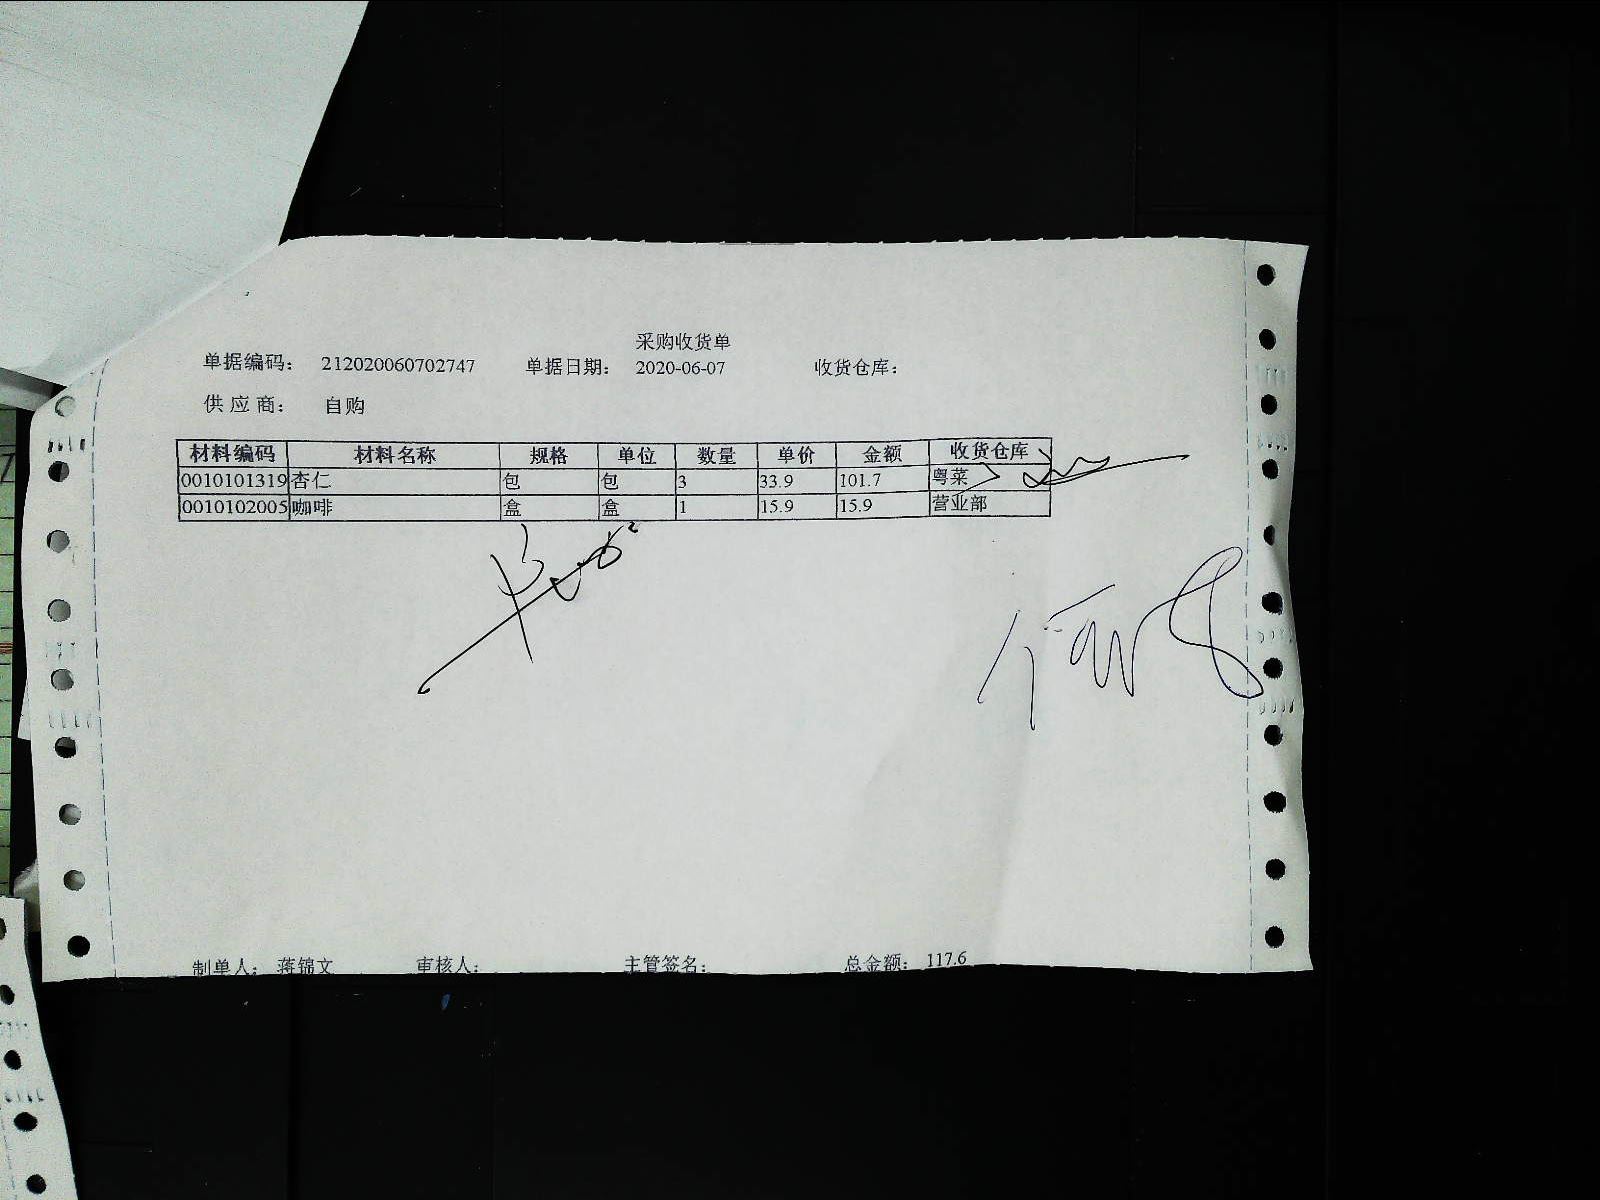 采购收货单
单据编码： 212020060702747 单据日期： 2020-06-07 收货仓库：
供应商： 自购
材料编码 材料名称 规格 单位 数量 单价 金额 收货仓库
0010101319 杏仁 包 包 3 33.9 101.7 粤菜
0010102005 咖啡 盒 盒 1 15.9 15.9 营业部
制单人： 蒋锦文 审核人： 主管签名： 总金额： 117.6